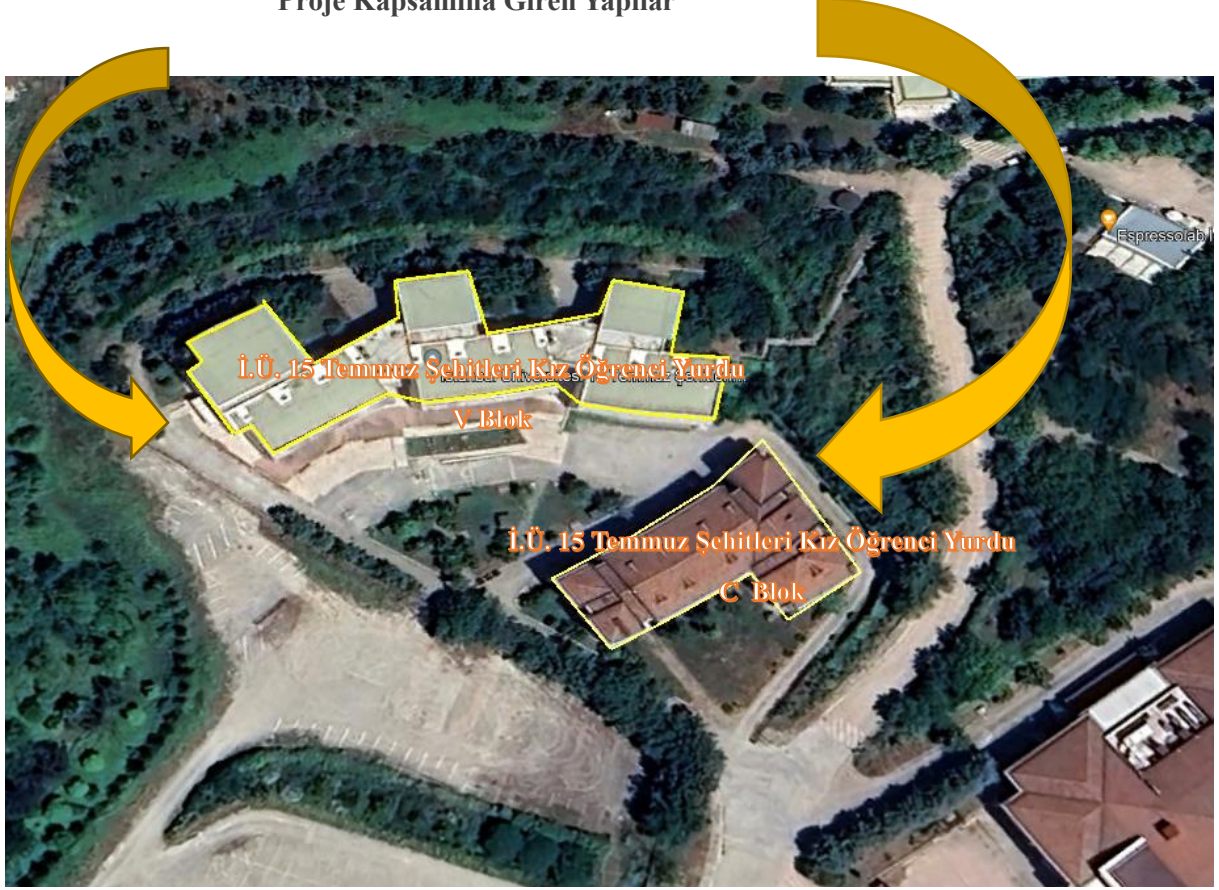 Proje Kapsamına Giren Yapılar
Espressolab
İ.Ü. 15 Temmuz Şehitleri Kız Öğrenci Yurdu
V Blok
İ.Ü. 15 Temmuz Şehitleri Kız Öğrenci Yurdu
C Blok